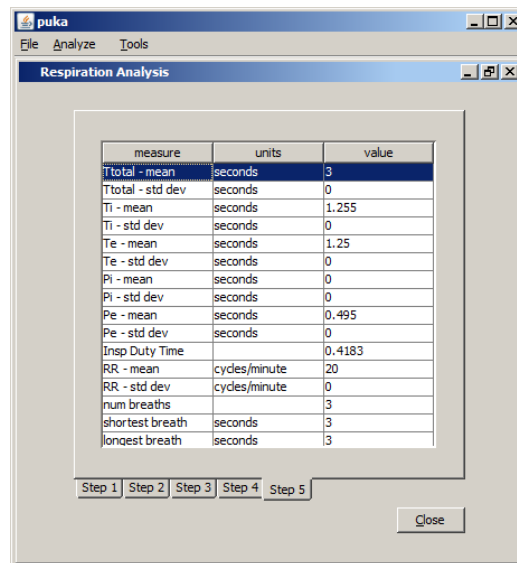 puka
File Analyze Tools
Respiration Analysis
measure units value
Ttotal - mean seconds 3
Ttotal - std dev seconds 0
Ti - mean seconds 1.255
Ti - std dev seconds 0
Te - mean seconds 1.25
Te - std dev seconds 0
Pi - mean seconds 0
Pi - std dev seconds 0
Pe - mean seconds 0.495
Pe - std dev seconds 0
Insp Duty Time 0.4183
RR - mean cycles/minute 20
RR - std dev cycles/minute 0
num breaths 3
shortest breath seconds 3
longest breath seconds 3
Step 1 Step 2 Step 3 Step 4 Step 5
Close